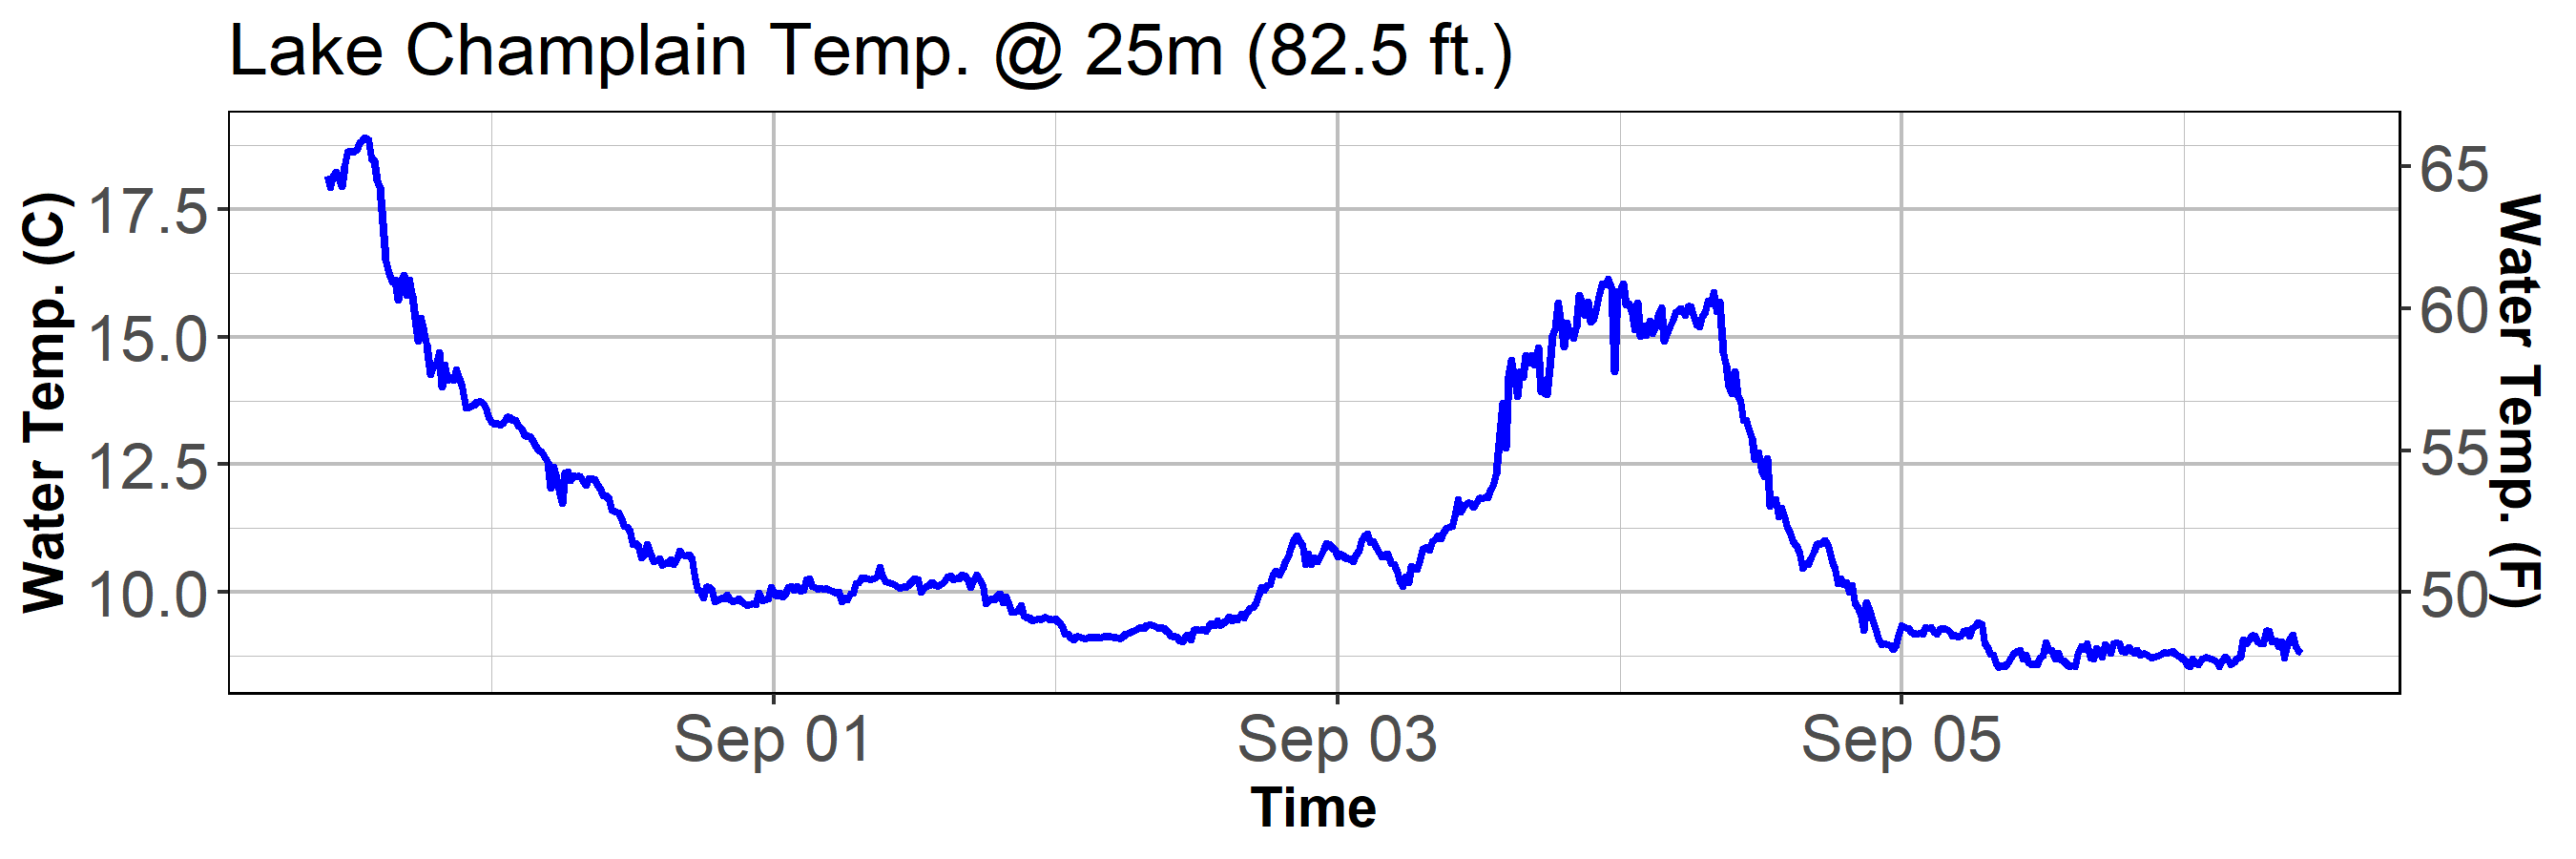 Lake Champlain Temp. @ 25m (82.5 ft.)
Water Temp. (C)
17.5
15.0
12.5
10.0
65
60
55
50
Water Temp. (F)
Sep 01
Sep 03
Sep 05
Time